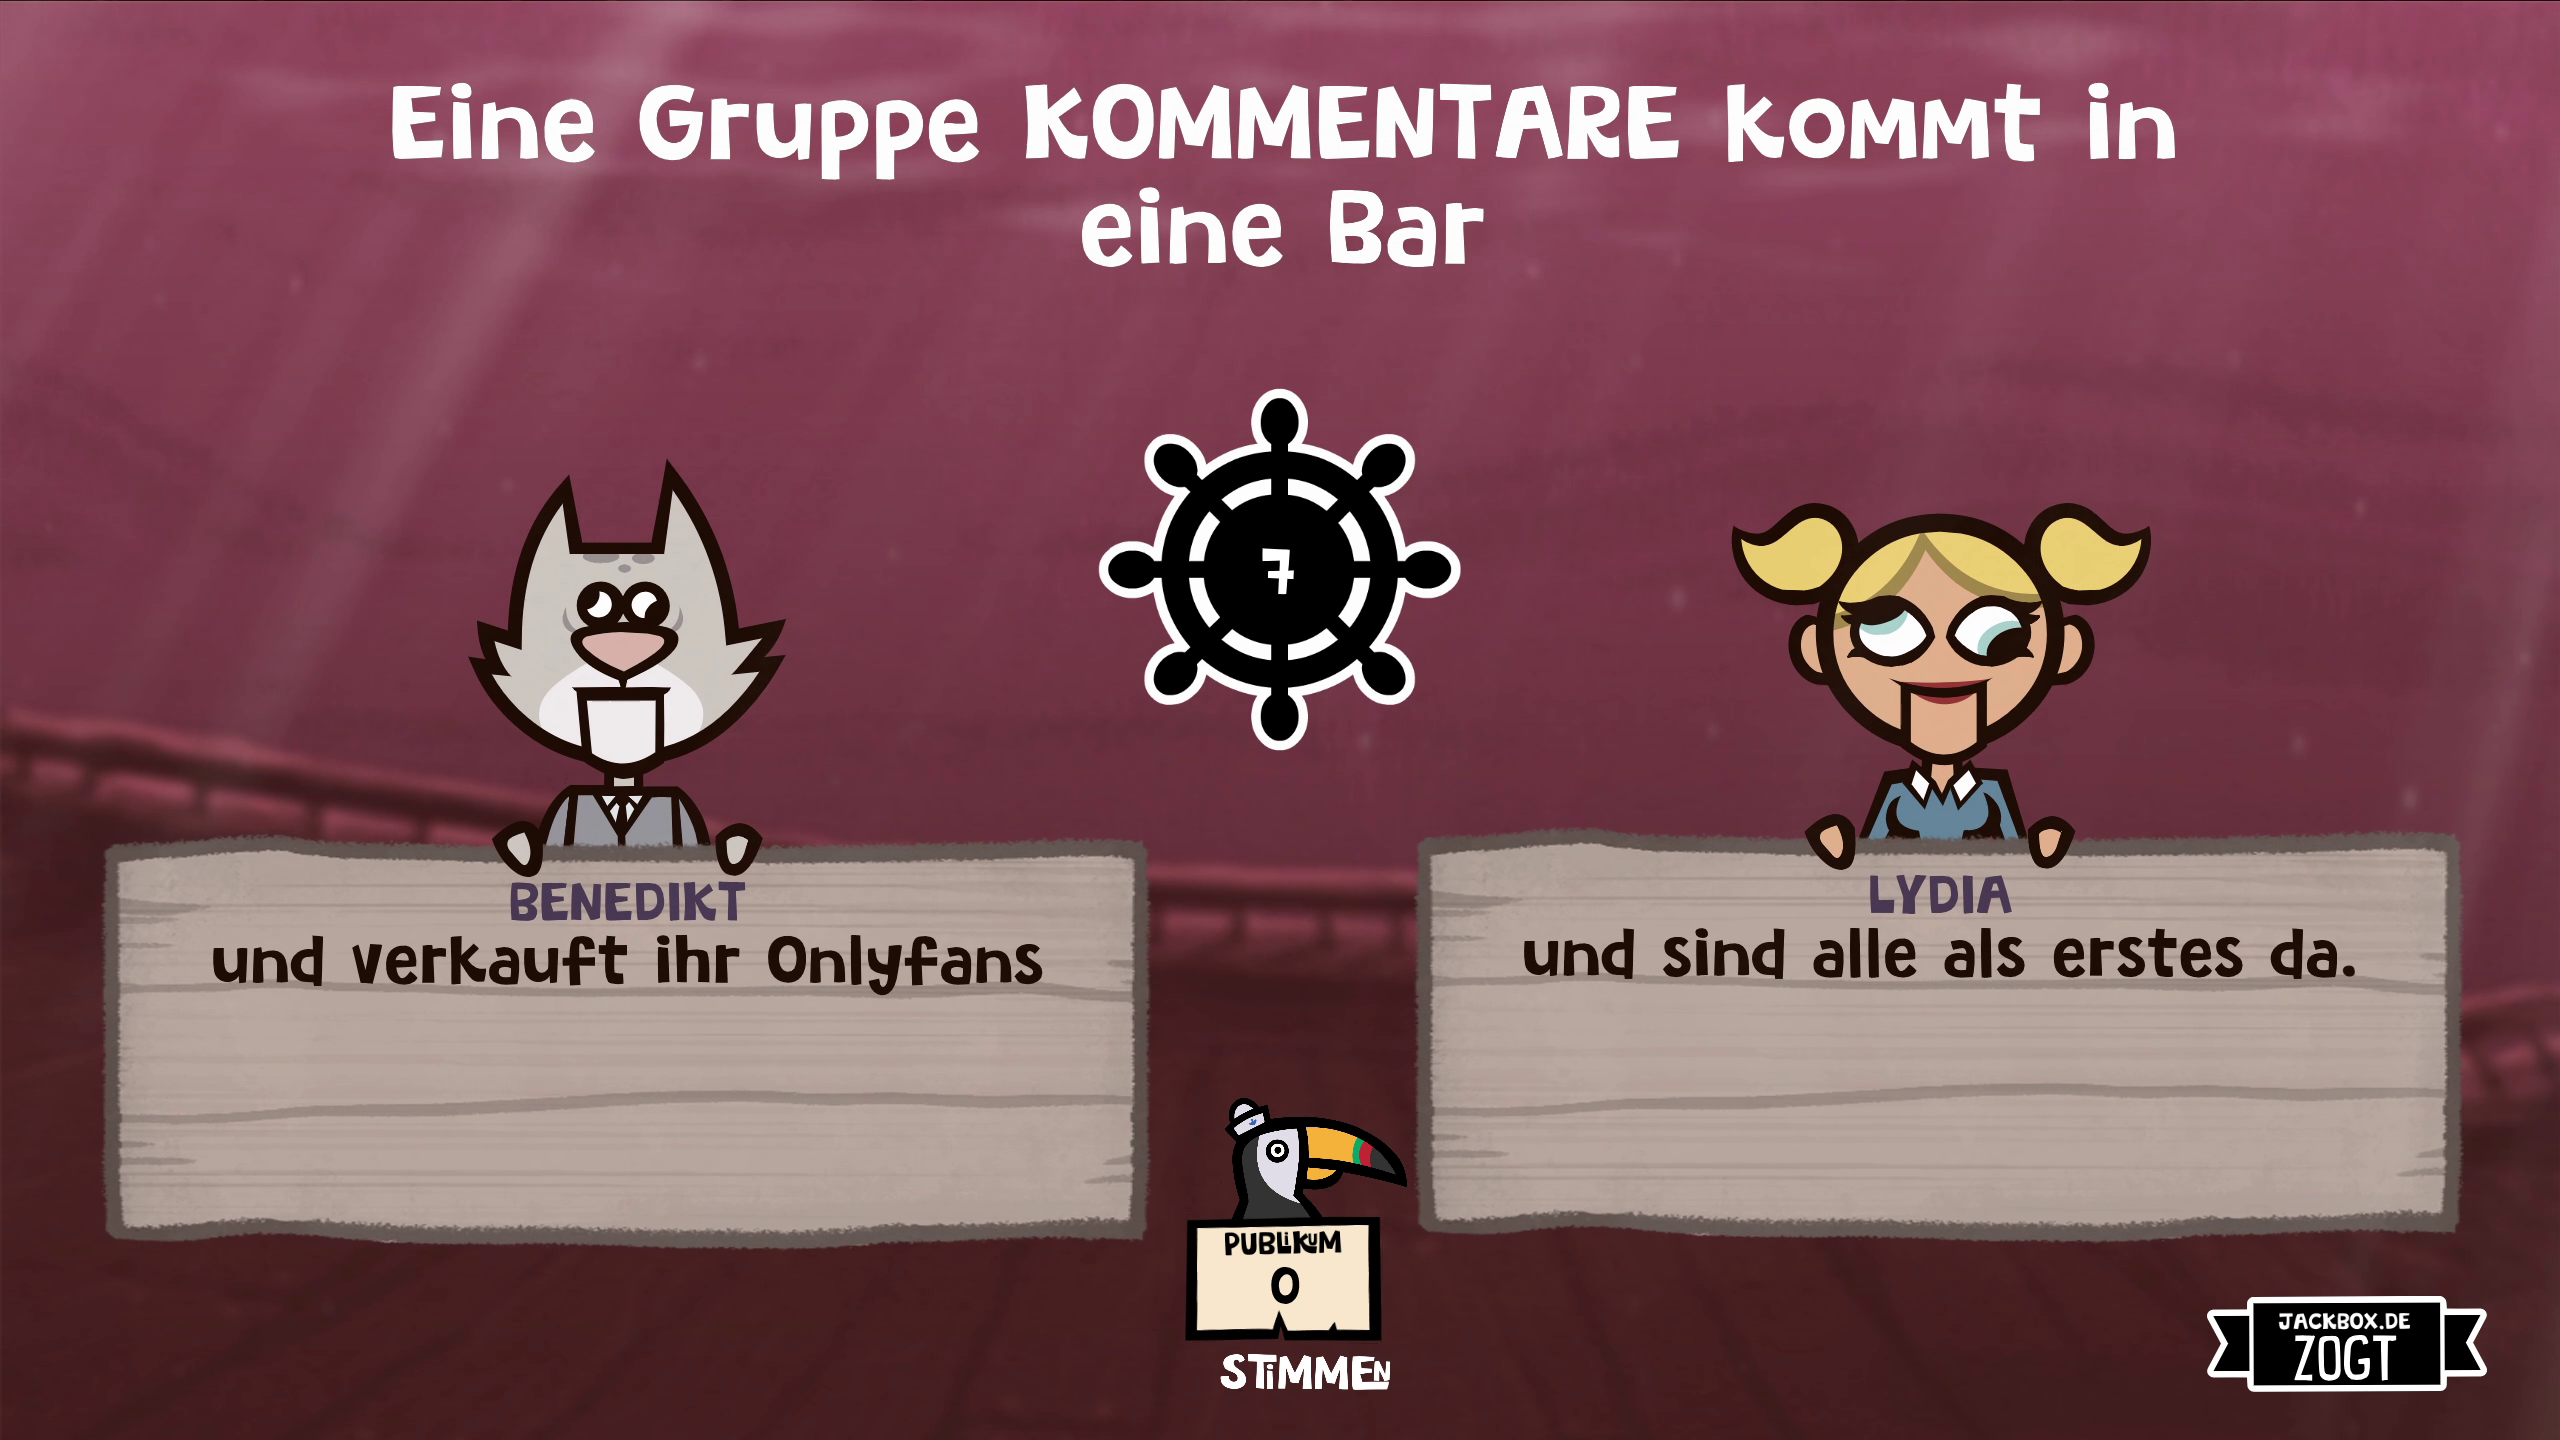 Eine Gruppe KOMMENTARE kommt in
eine Bar
7
BENEDIKT
und verkauft ihr Onlyfans
LYDIA
und sind alle als erstes da.
PUBLIKUM
0
STIMMEN
JACKBOX.DE
ZOGT